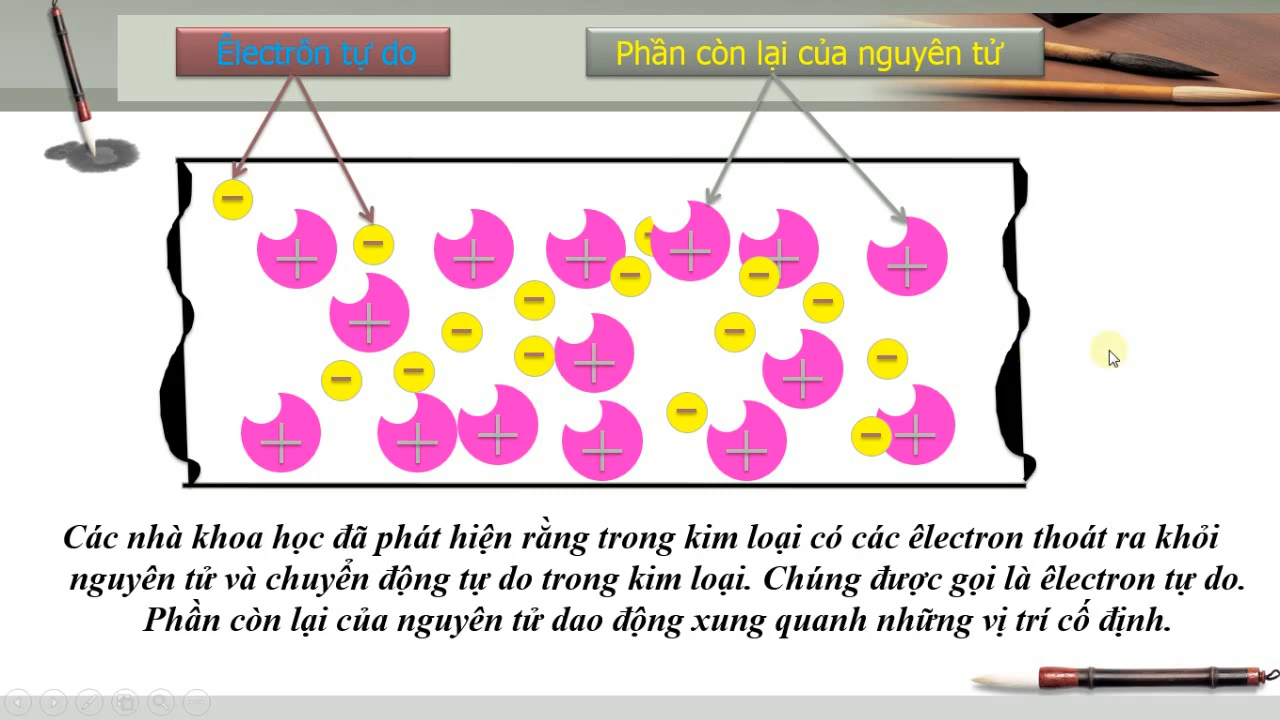 Êlectrôn tự do
Phần còn lại của nguyên tử
Các nhà khoa học đã phát hiện rằng trong kim loại có các êlectron thoát ra khỏi
nguyên tử và chuyển động tự do trong kim loại. Chúng được gọi là êlectron tự do.
Phần còn lại của nguyên tử dao động xung quanh những vị trí cố định.